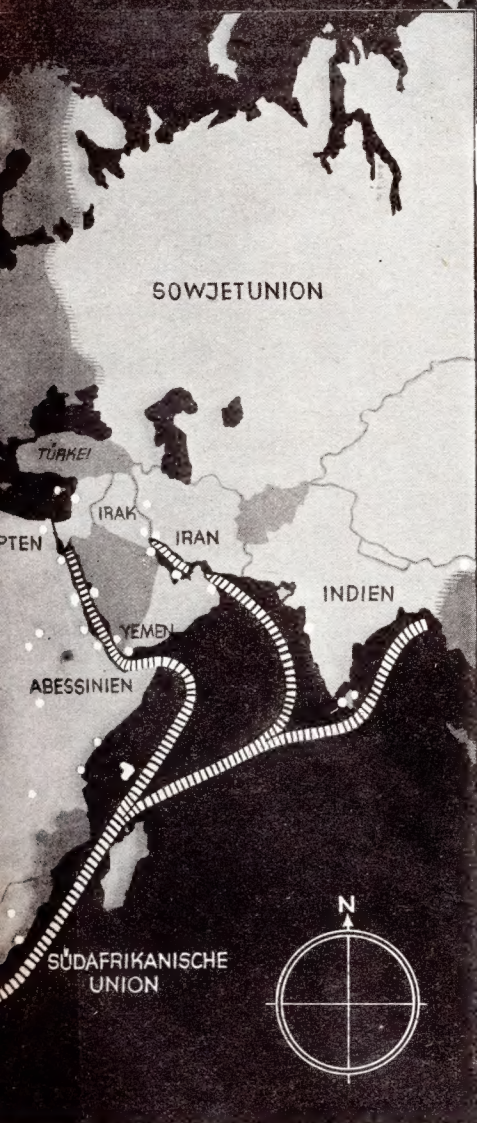 SOWJETUNION
TÜRKEI
IRAK
IRAN
PTEN
INDIEN
YEMEN
ABESSINIEN
N
SÜDAFRIKANISCHE
UNION